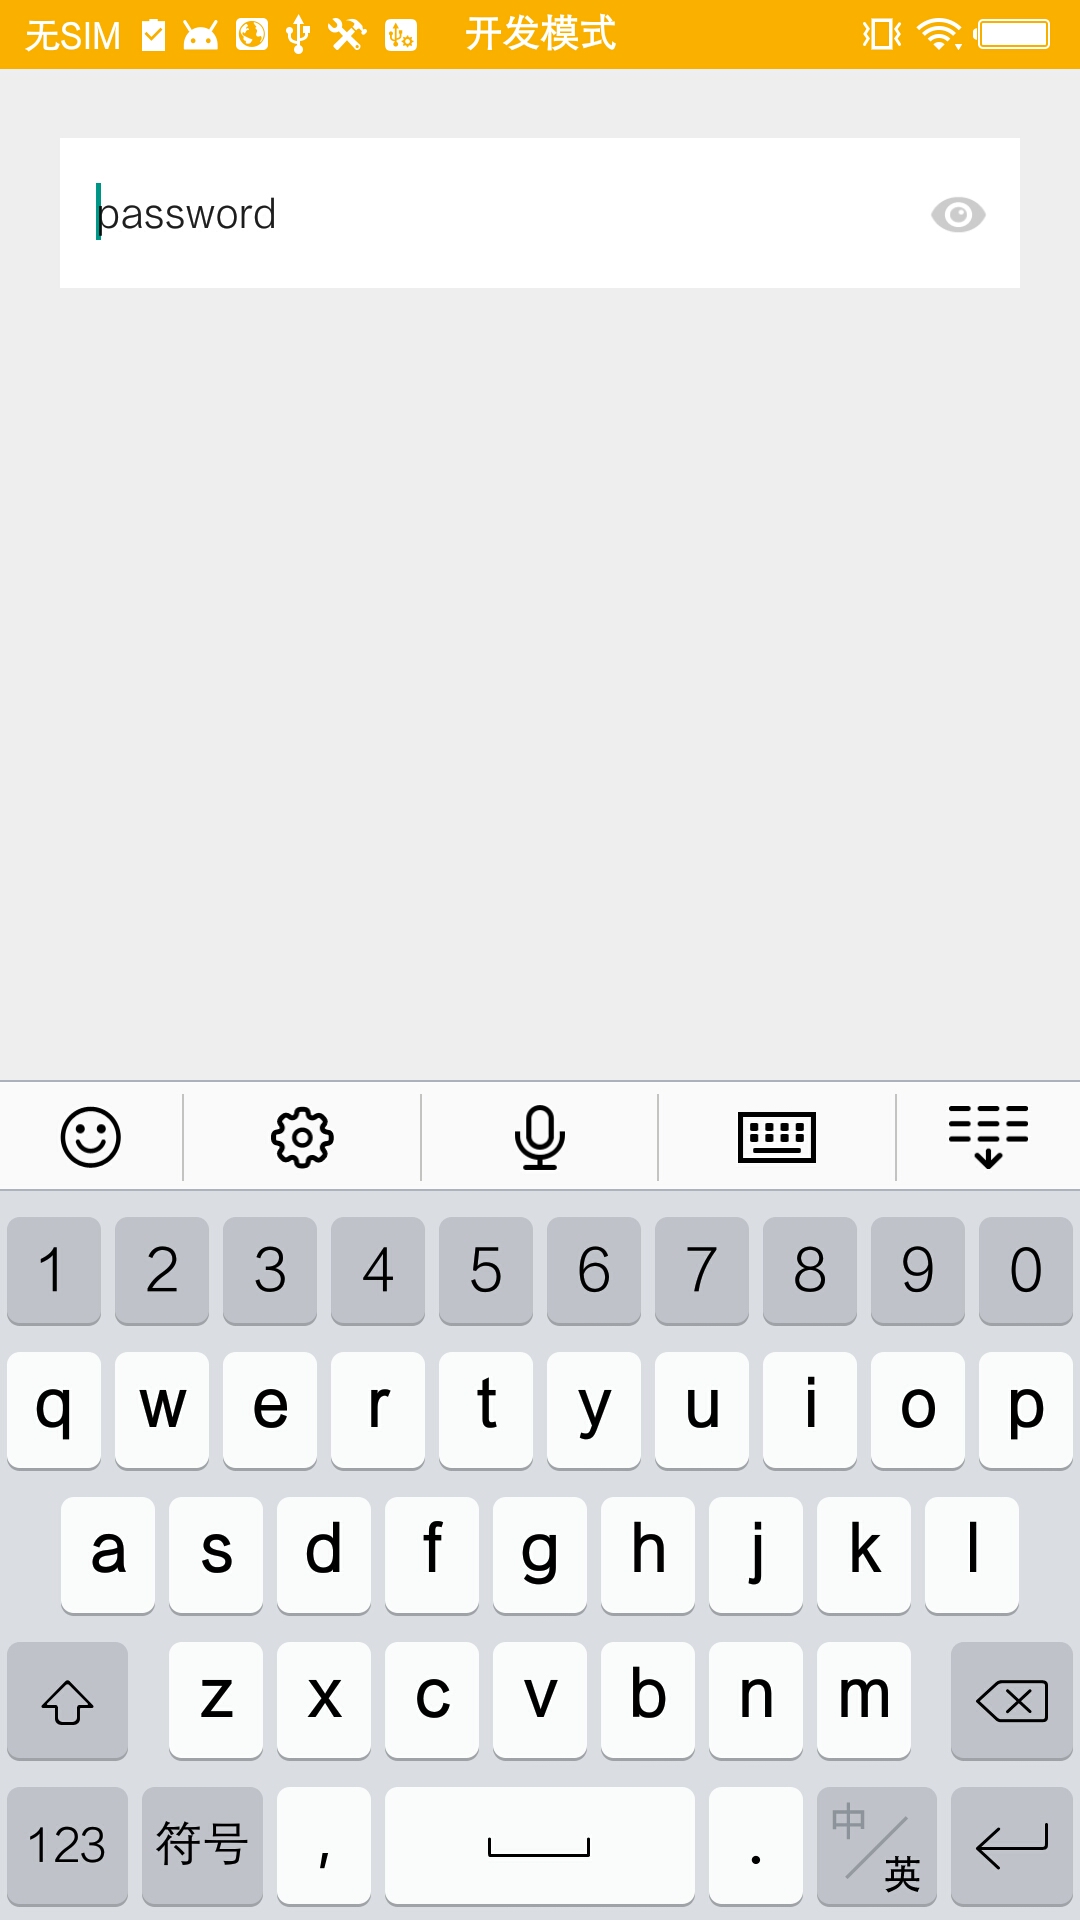 无SIM 开发模式
password
1 2 3 4 5 6 7 8 9 0
q w e r t y u i o p
a s d f g h j k l
z x c v b n m
123 符号 , . 中 英